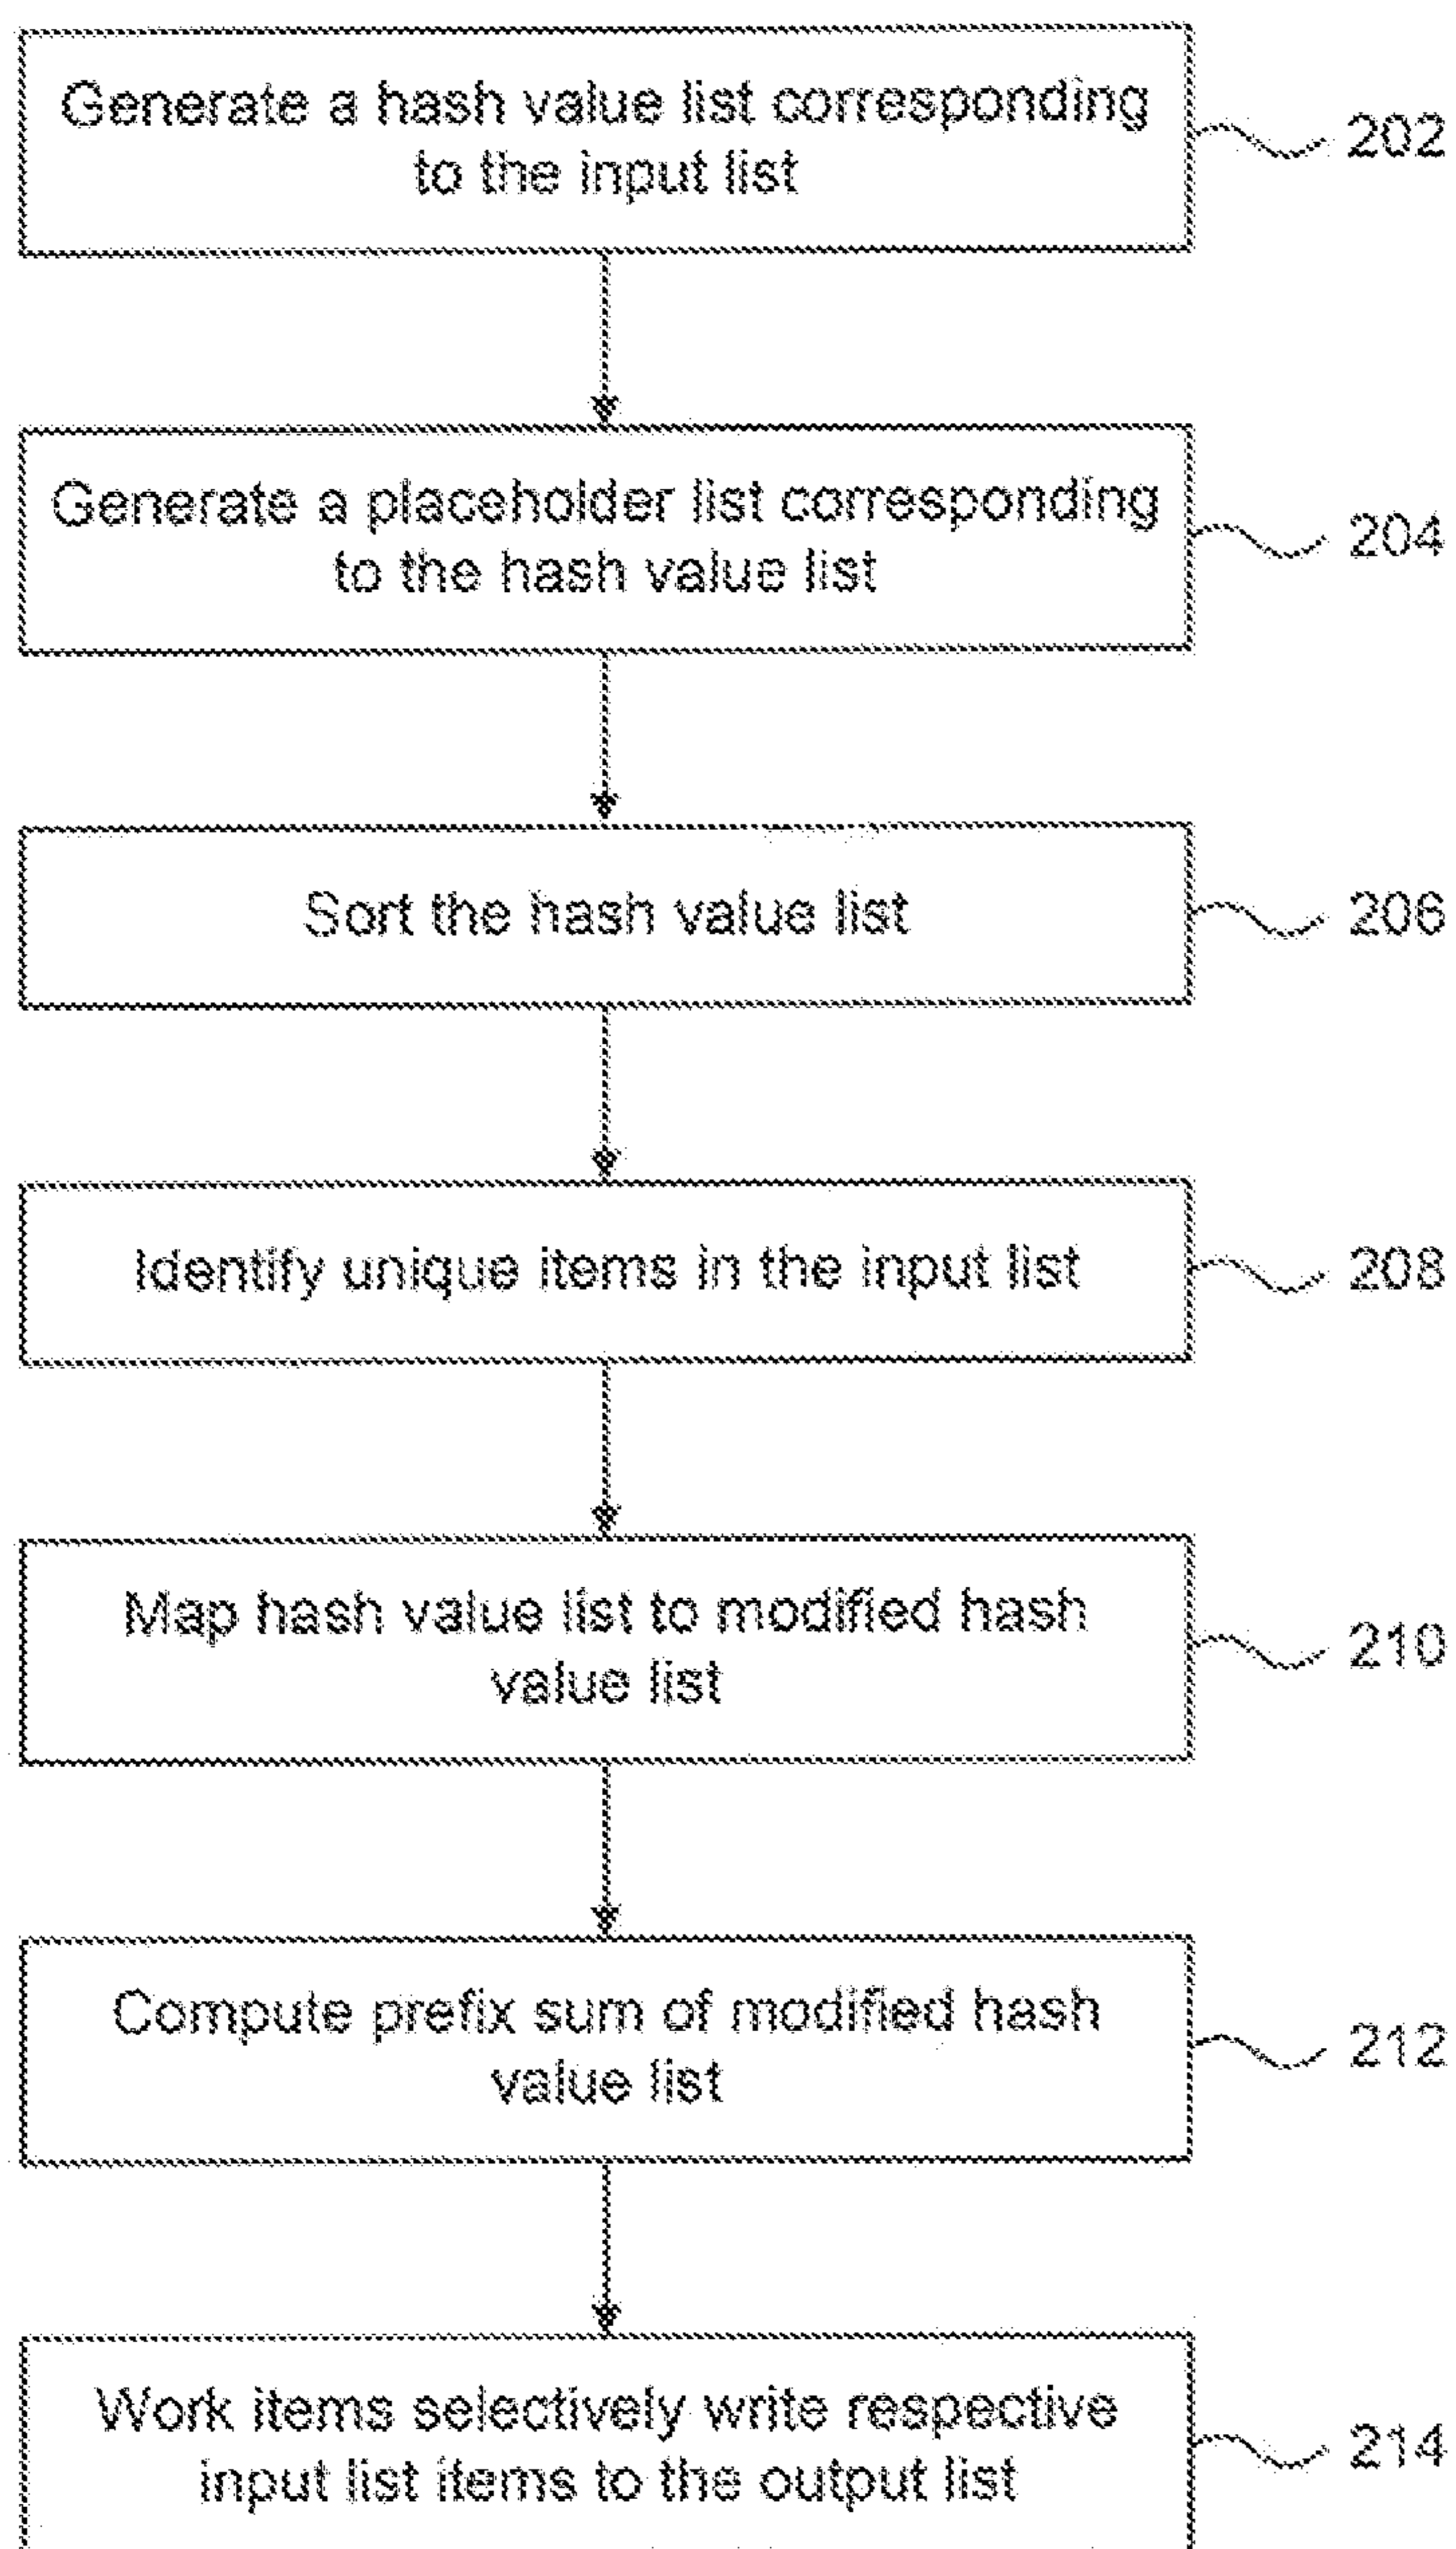 Generate a hash value list corresponding
to the input list
202
Generate a placeholder list corresponding
to the hash value list
204
Sort the hash value list
206
Identify unique items in the input list
208
Map hash value list to modified hash
value list
210
Compute prefix sum of modified hash
value list
212
Work items selectively write respective
input list items to the output list
214